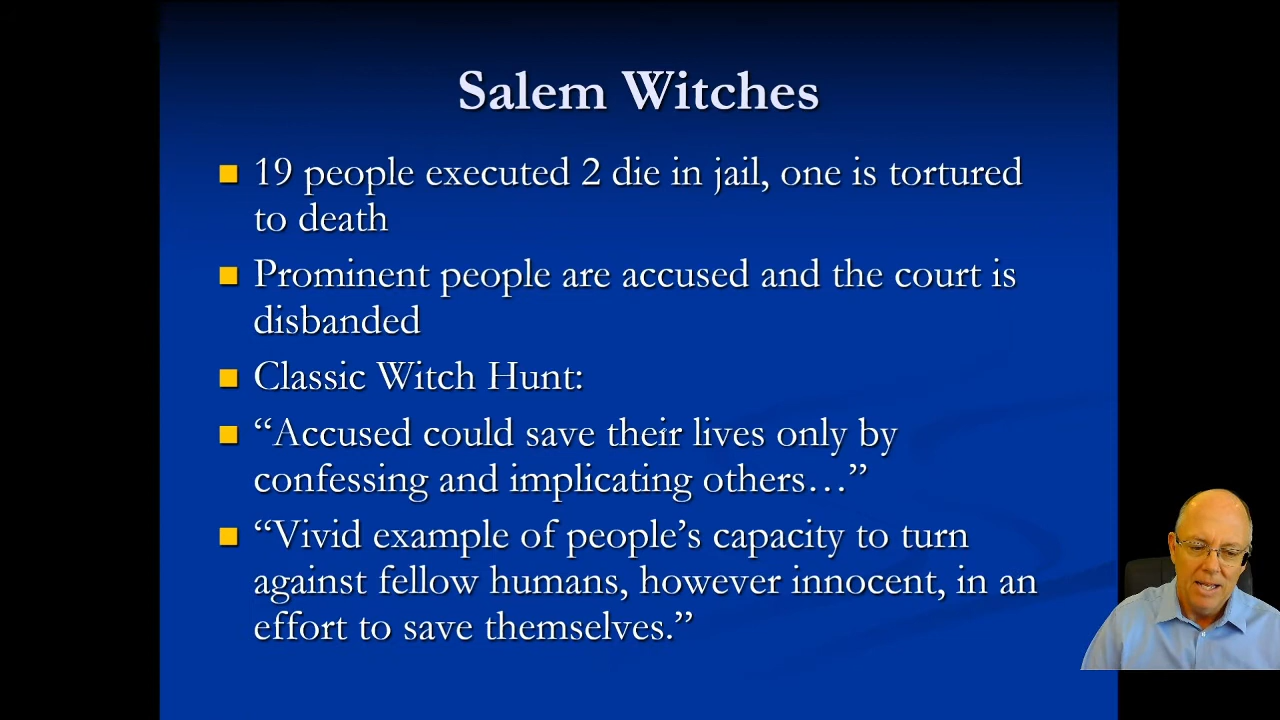 Salem Witches
19 people executed 2 die in jail, one is tortured
to death
Prominent people are accused and the court is
disbanded
Classic Witch Hunt:
“Accused could save their lives only by
confessing and implicating others…”
“Vivid example of people’s capacity to turn
against fellow humans, however innocent, in an
effort to save themselves.”